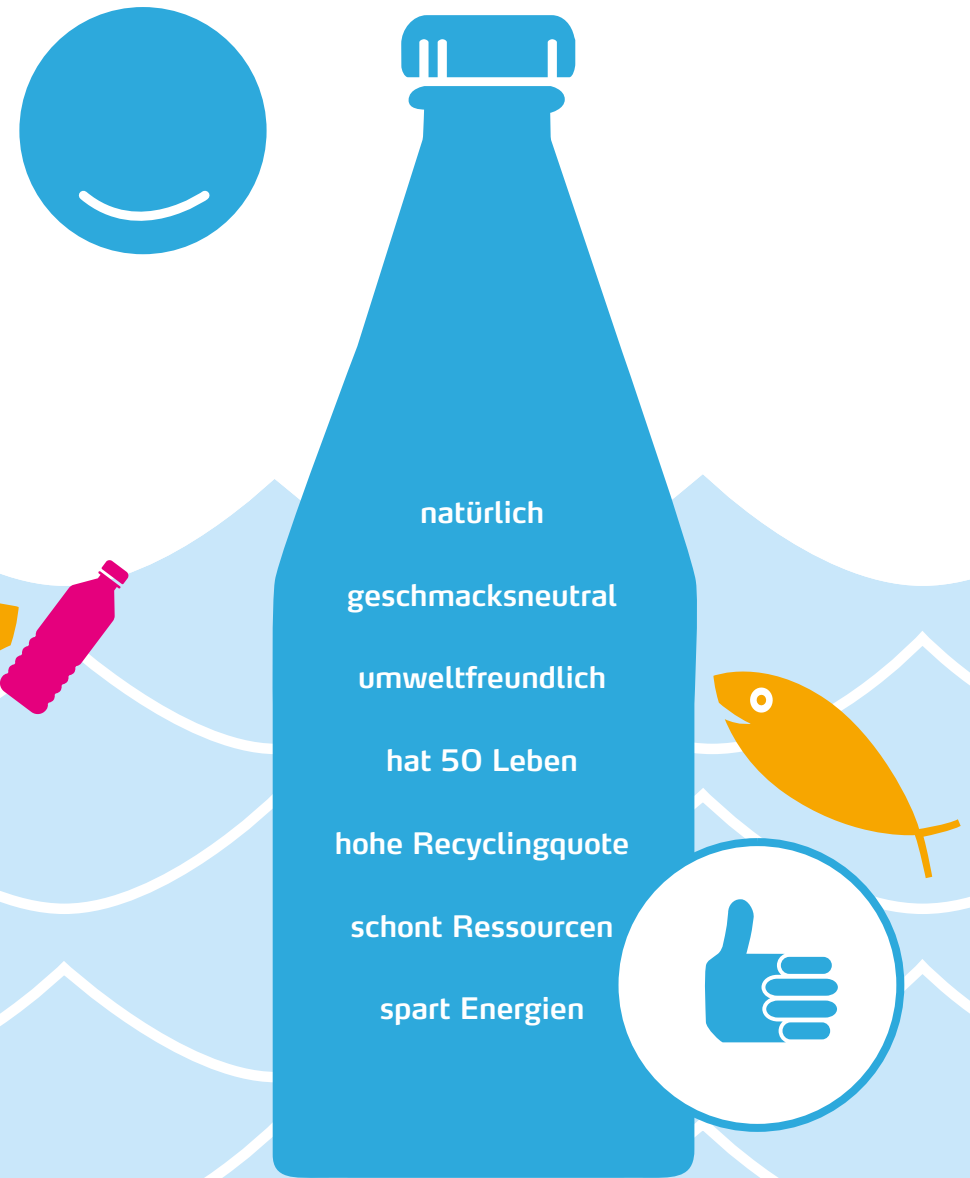 natürlich
geschmacksneutral
umweltfreundlich
hat 50 Leben
hohe Recyclingquote
schont Ressourcen
spart Energien